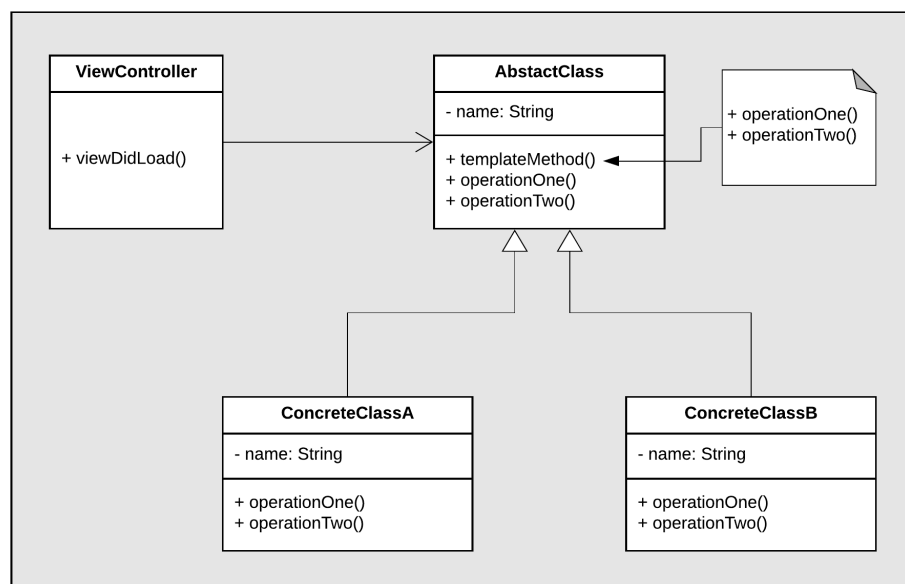 ViewController
+ viewDidLoad()
AbstactClass
- name: String
+ templateMethod()
+ operationOne()
+ operationTwo()
+ operationOne()
+ operationTwo()
ConcreteClassA
- name: String
+ operationOne()
+ operationTwo()
ConcreteClassB
- name: String
+ operationOne()
+ operationTwo()